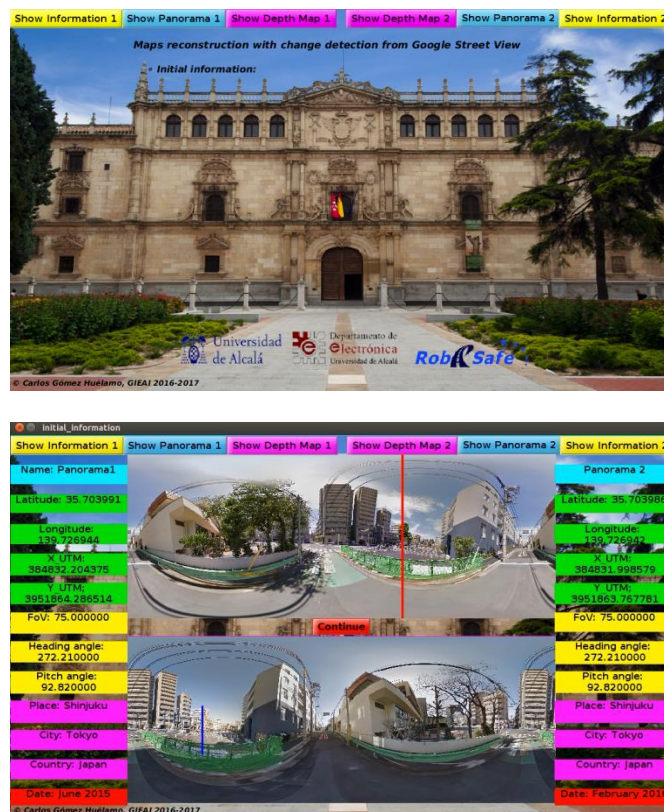 Show Information 1 Show Panorama 1 Show Depth Map 1 Show Depth Map 2 Show Panorama 2 Show Information 2
Maps reconstruction with change detection from Google Street View
- Initial information:
Universidad
de Alcalá
Departamento de
electrónica
Universidad de Alcalá
RobeSafe
© Carlos Gómez Huélamo, GIEAI 2016-2017
initial_information
Show Information 1 Show Panorama 1 Show Depth Map 1 Show Depth Map 2 Show Panorama 2 Show Information 2
Name: Panorama1
Latitude: 35.703991
Longitude:
139.726944
X UTM:
384832.204375
Y UTM:
3951864.286514
FoV: 75.000000
Heading angle:
272.210000
Pitch angle:
92.820000
Place: Shinjuku
City: Tokyo
Country: Japan
Date: June 2015
Continue
Panorama 2
Latitude: 35.703986
Longitude:
139.726942
X UTM:
384831.998579
Y UTM:
3951863.767781
FoV: 75.000000
Heading angle:
272.210000
Pitch angle:
92.820000
Place: Shinjuku
City: Tokyo
Country: Japan
Date: February 201
© Carlos Gómez Huélamo, GIEAI 2016-2017